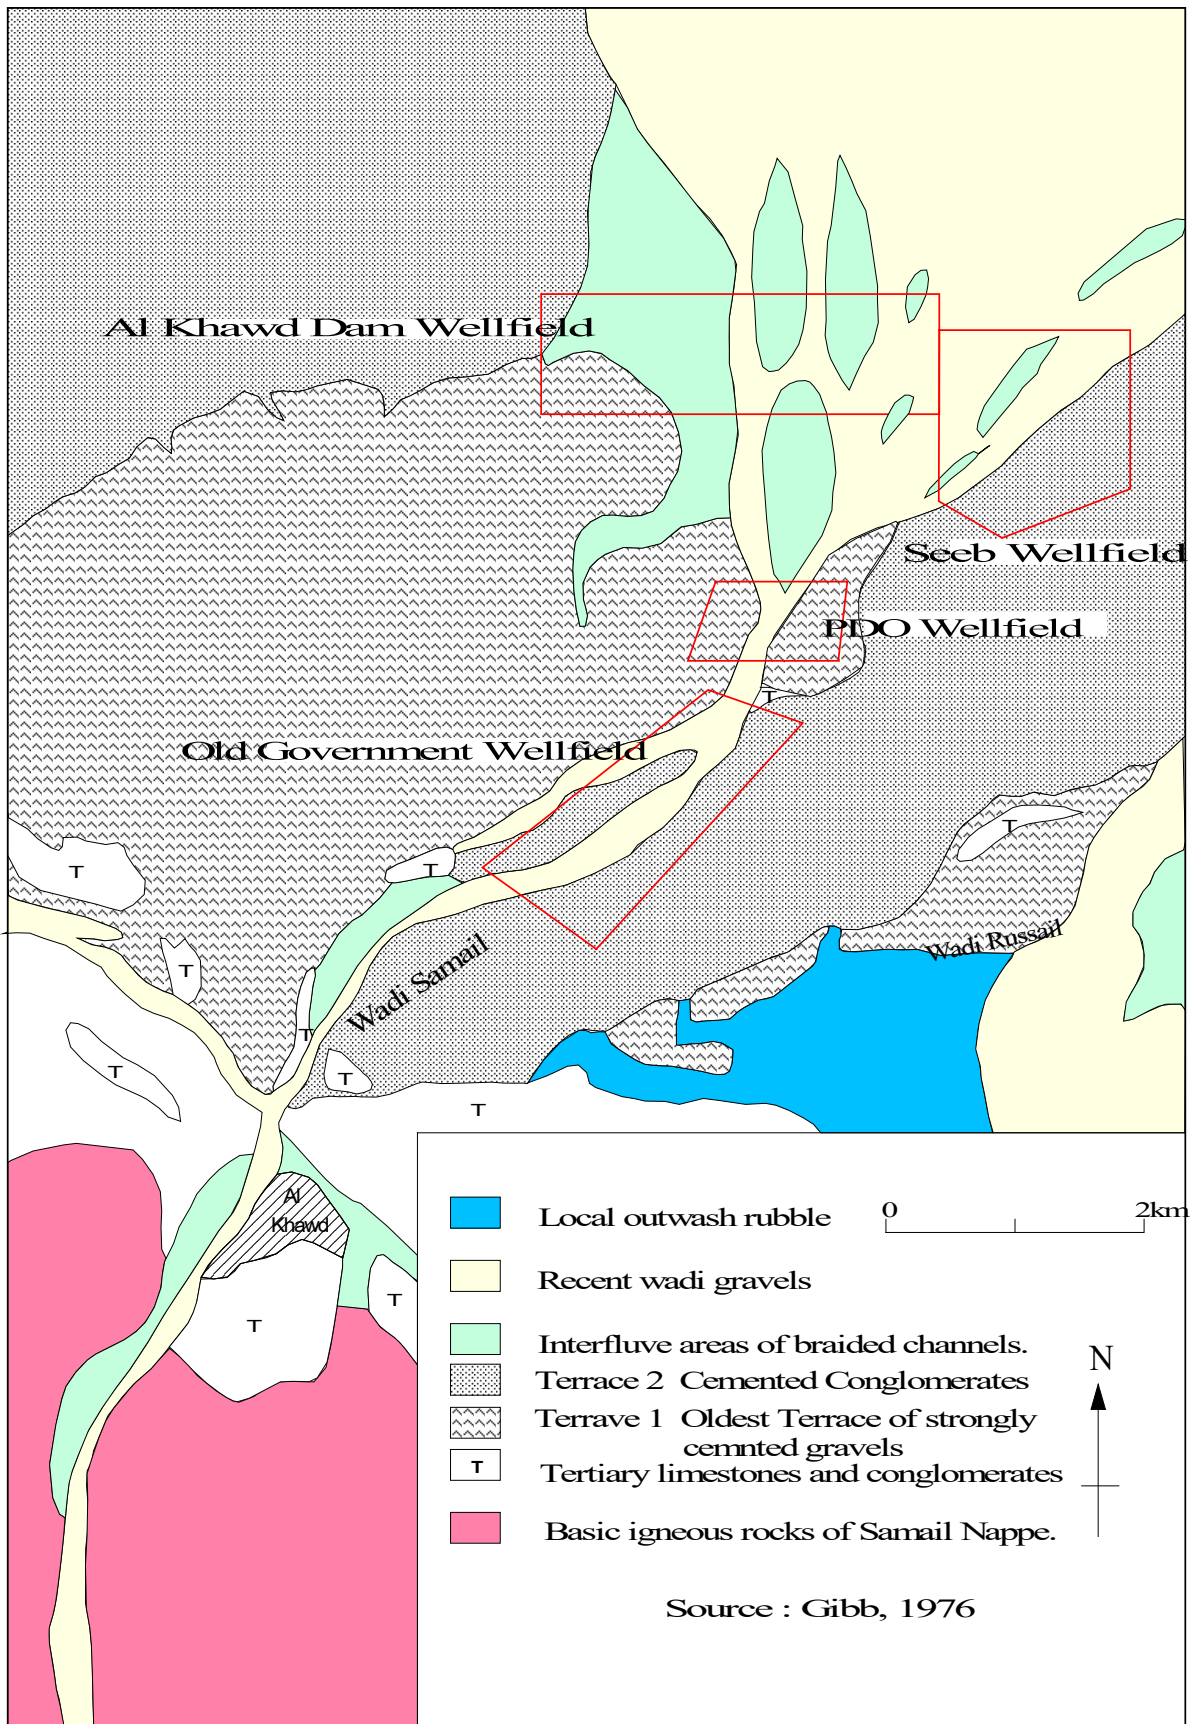 Al Khawd Dam Wellfield
Seeb Wellfield
PDO Wellfield
T
Old Government Wellfield
T
T
T
Wadi Russail
Wadi Samail
T
T
T
T
T
Al
Khawd
T
T
0
2km
Local outwash rubble
Recent wadi gravels
Interfluve areas of braided channels.
N
Terrace 2 Cemented Conglomerates
Terrave 1 Oldest Terrace of strongly
cemnted gravels
T
Tertiary limestones and conglomerates
Basic igneous rocks of Samail Nappe.
Source : Gibb, 1976